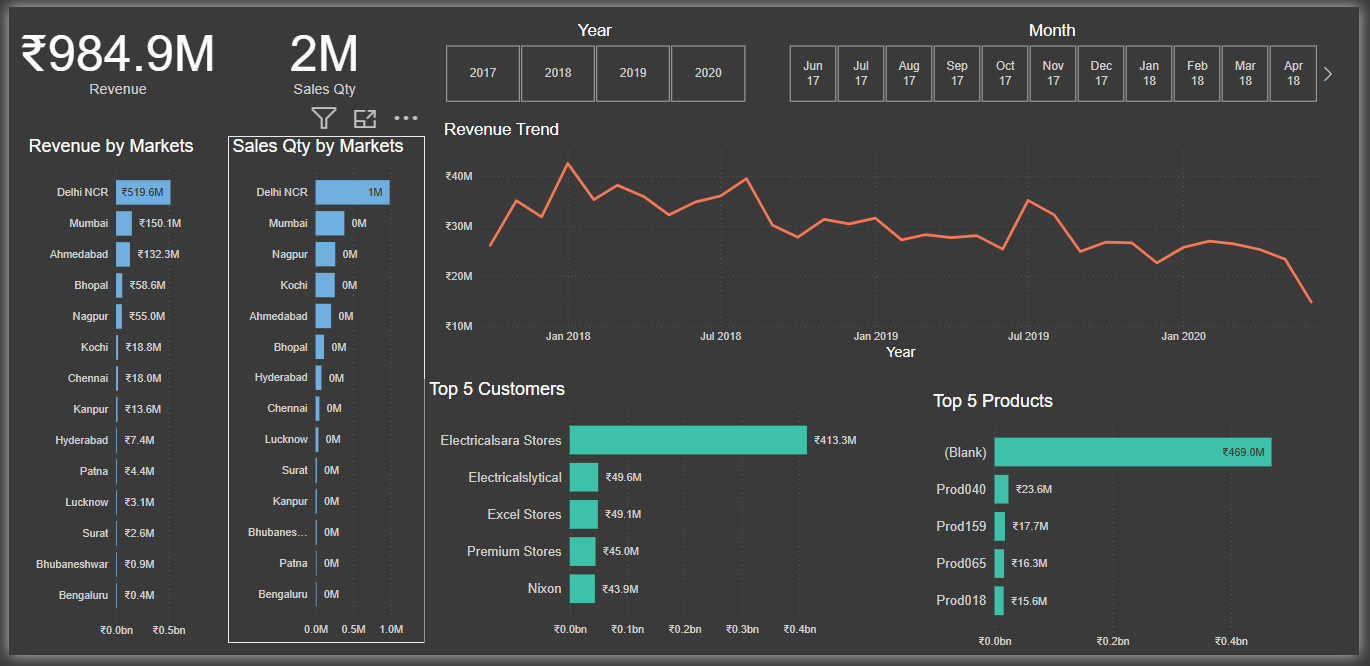 ₹984.9M
Revenue
2M
Sales Qty
Year
2017 2018 2019 2020
Month
Jun 17 Jul 17 Aug 17 Sep 17 Oct 17 Nov 17 Dec 17 Jan 18 Feb 18 Mar 18 Apr 18
Revenue by Markets
Delhi NCR ₹519.6M
Mumbai ₹150.1M
Ahmedabad ₹132.3M
Bhopal ₹58.6M
Nagpur ₹55.0M
Kochi ₹18.8M
Chennai ₹18.0M
Kanpur ₹13.6M
Hyderabad ₹7.4M
Patna ₹4.4M
Lucknow ₹3.1M
Surat ₹2.6M
Bhubaneshwar ₹0.9M
Bengaluru ₹0.4M
₹0.0bn ₹0.5bn
Sales Qty by Markets
Delhi NCR 1M
Mumbai 0M
Nagpur 0M
Kochi 0M
Ahmedabad 0M
Bhopal 0M
Hyderabad 0M
Chennai 0M
Lucknow 0M
Surat 0M
Kanpur 0M
Bhubanes... 0M
Patna 0M
Bengaluru 0M
0.0M 0.5M 1.0M
Revenue Trend
₹40M
₹30M
₹20M
₹10M
Jan 2018 Jul 2018 Jan 2019 Jul 2019 Jan 2020
Year
Top 5 Customers
Electricalsara Stores ₹413.3M
Electricalslytical ₹49.6M
Excel Stores ₹49.1M
Premium Stores ₹45.0M
Nixon ₹43.9M
₹0.0bn ₹0.1bn ₹0.2bn ₹0.3bn ₹0.4bn
Top 5 Products
(Blank) ₹469.0M
Prod040 ₹23.6M
Prod159 ₹17.7M
Prod065 ₹16.3M
Prod018 ₹15.6M
₹0.0bn ₹0.2bn ₹0.4bn